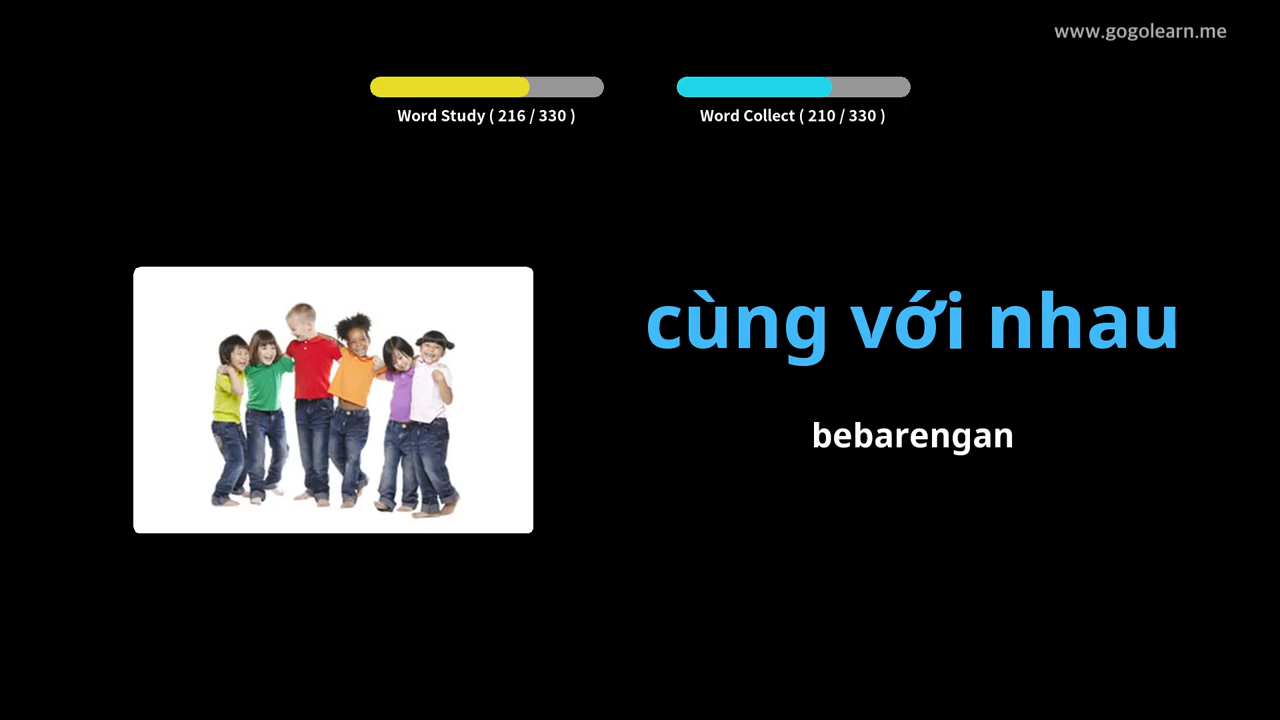 www.gogolearn.me
Word Study ( 216 / 330 )
Word Collect ( 210 / 330 )
cùng với nhau
bebarengan